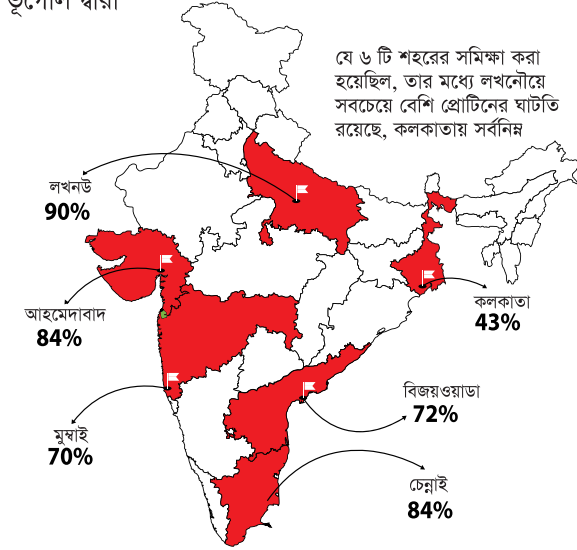 ভূগোল দ্বারা
যে ৬ টি শহরের সমিক্ষা করা
হয়েছিল, তার মধ্যে লখনৌয়ে
সবচেয়ে বেশি প্রোটিনের ঘাটতি
রয়েছে, কলকাতায় সর্বনিম্ন
লখনউ
90%
আহমেদাবাদ
84%
কলকাতা
43%
বিজয়ওয়াডা
72%
মুম্বাই
70%
চেন্নাই
84%